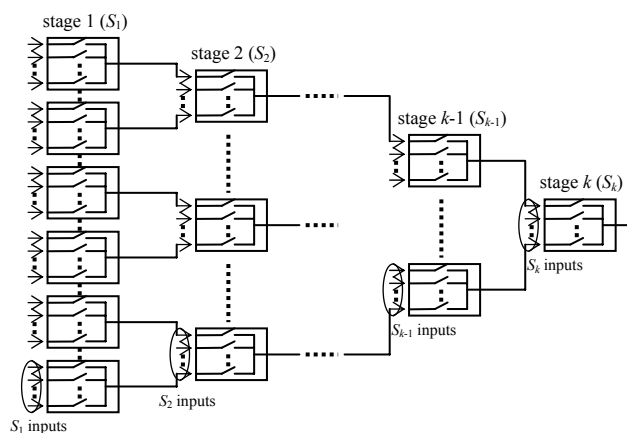 stage 1 (S1)
stage 2 (S2)
stage k-1 (Sk-1)
stage k (Sk)
Sk inputs
Sk-1 inputs
S2 inputs
S1 inputs